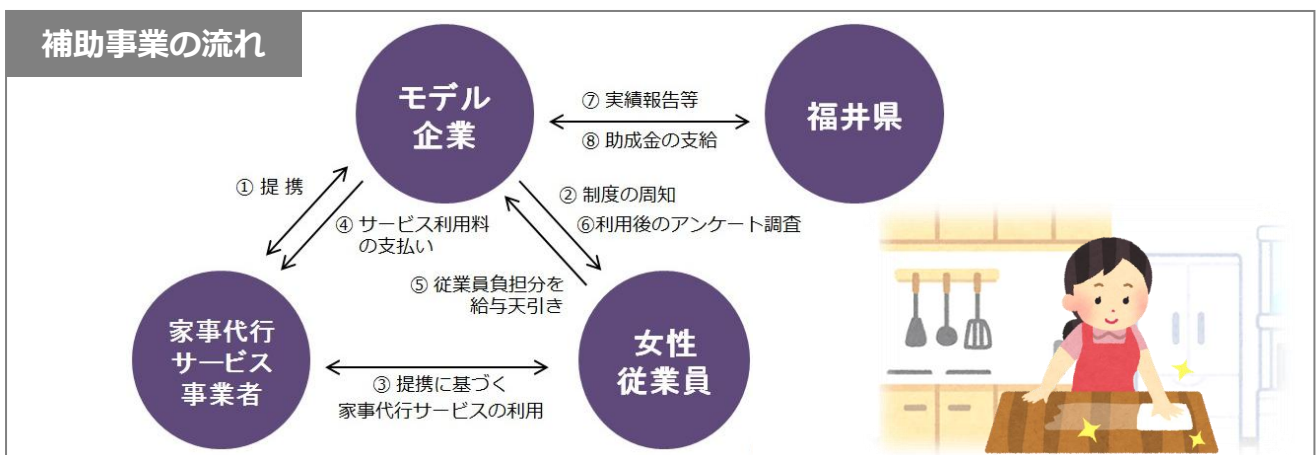 補助事業の流れ
モデル
企業
⑦ 実績報告等
⑧ 助成金の支給
福井県
① 提 携
② 制度の周知
⑥利用後のアンケート調査
④ サービス利用料
の支払い
⑤ 従業員負担分を
給与天引き
家事代行
サービス
事業者
③ 提携に基づく
家事代行サービスの利用
女性
従業員